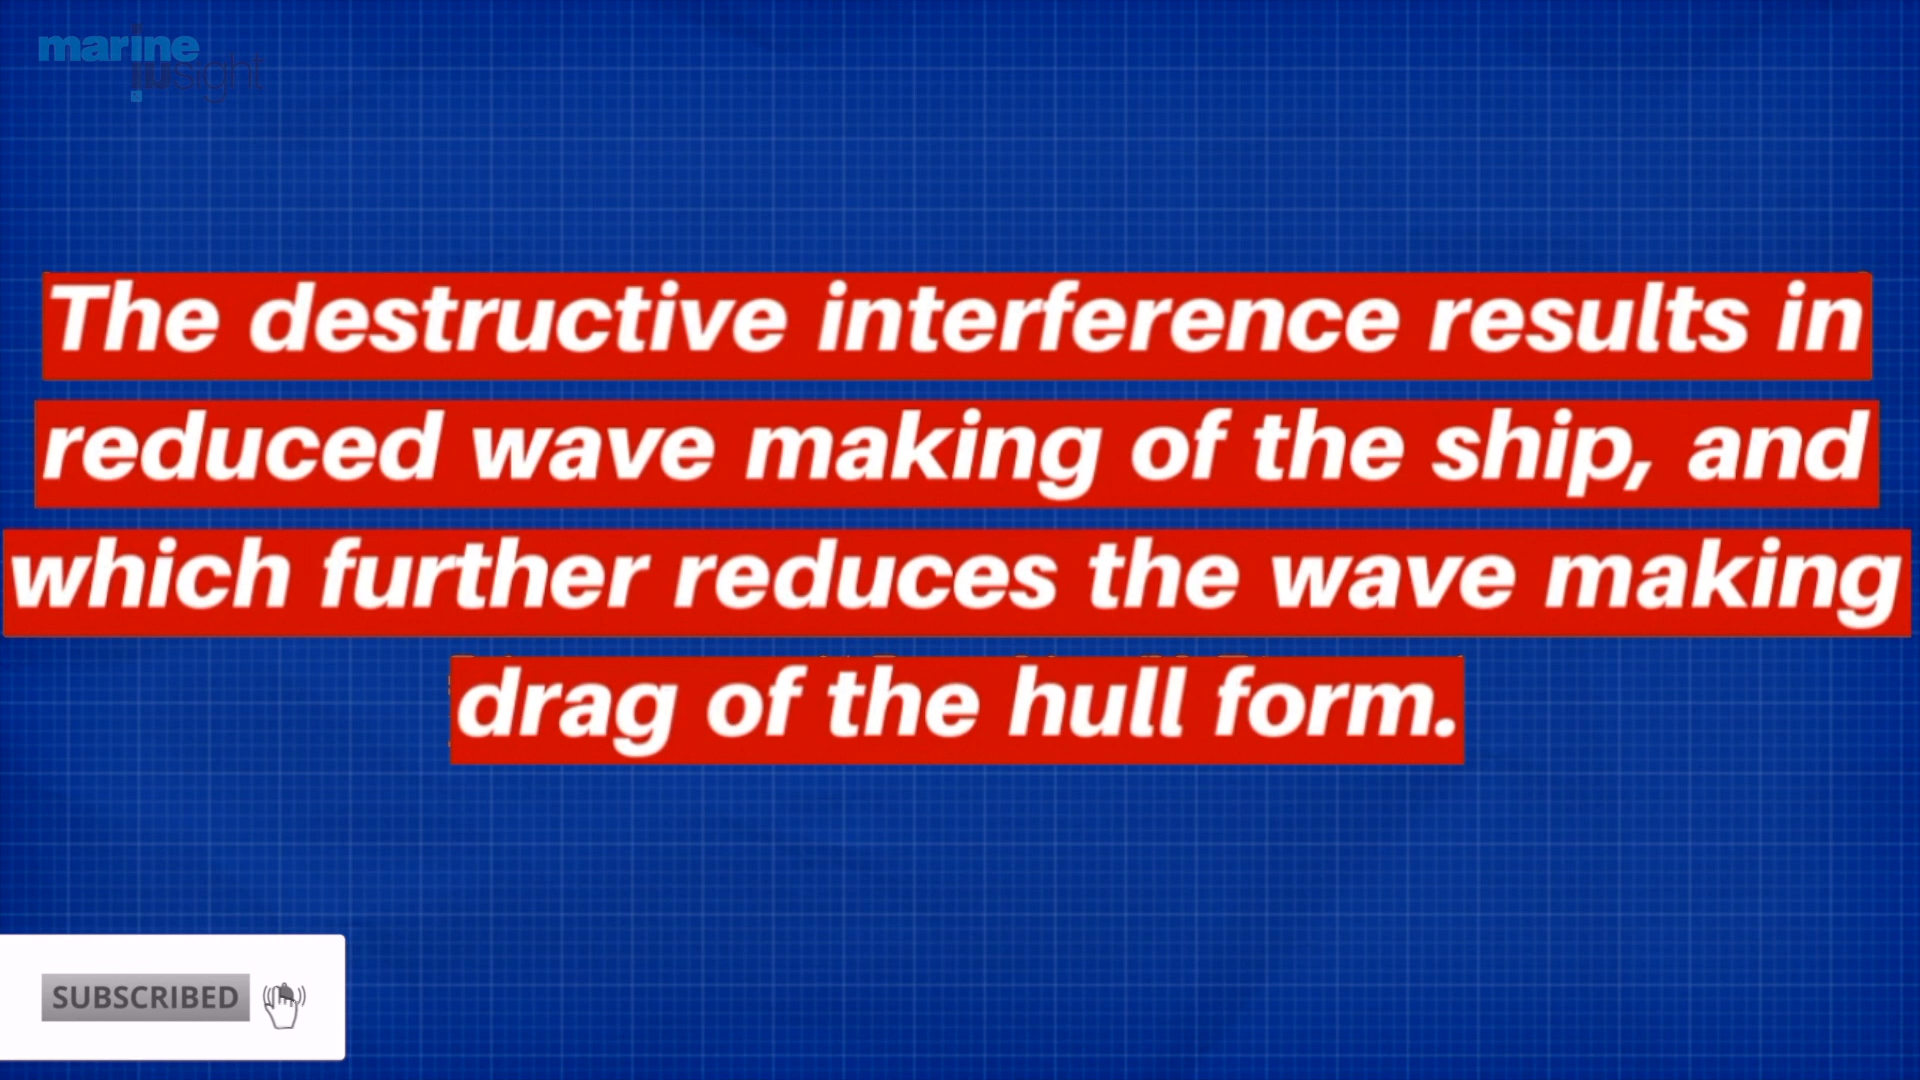 marine
insight
The destructive interference results in
reduced wave making of the ship, and
which further reduces the wave making
drag of the hull form.
SUBSCRIBED